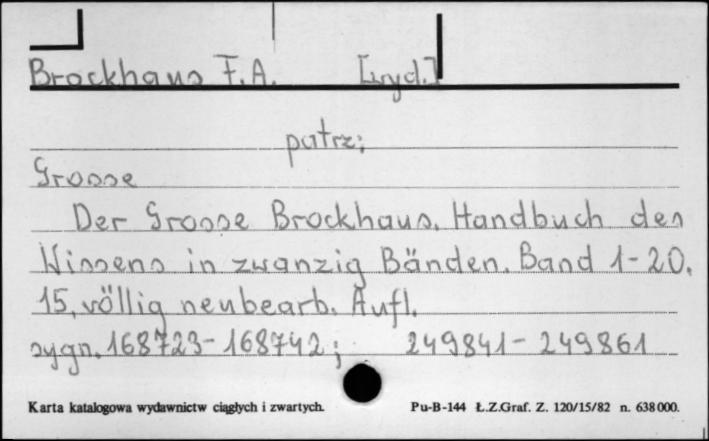 Brockhaus F.A. [wyd.]
patrz:
Grosse
Der Grosse Brockhaus. Handbuch des
Wissens in zwanzig Bänden. Band 1-20.
15, völlig neubearb. Aufl.
sygn. 168723-168742; 249841-249861
Karta katalogowa wydawnictw ciągłych i zwartych. Pu-B-144 Ł.Z.Graf. Z. 120/15/82 n. 638000.